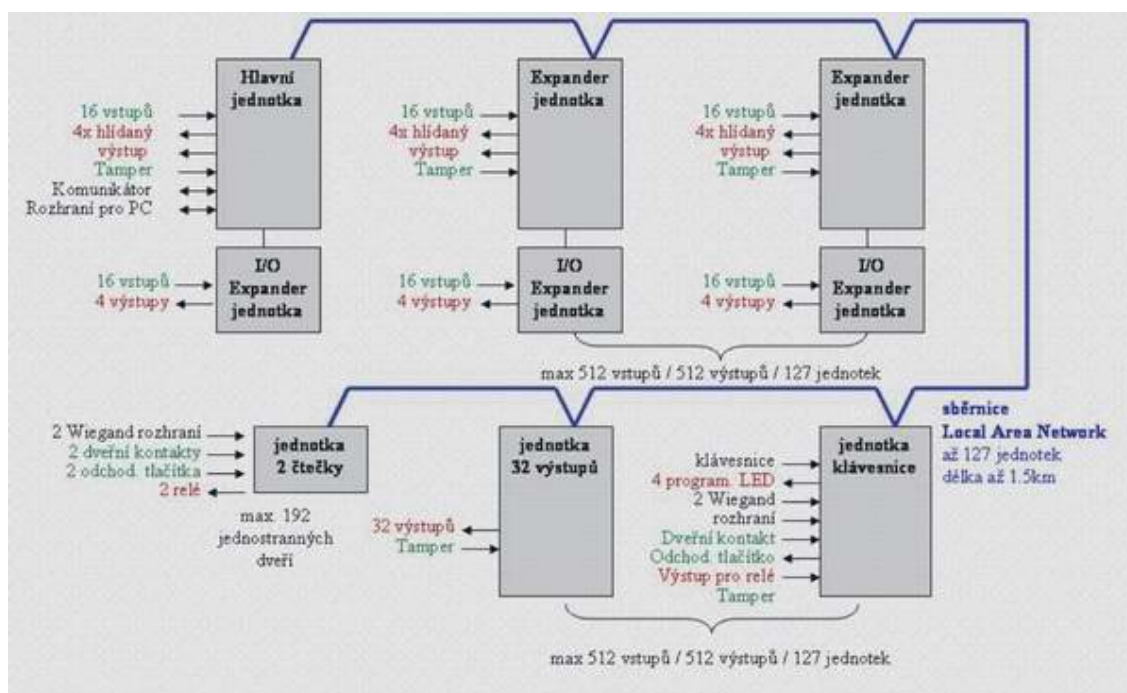 Hlavní
jednotka
16 vstupů
4x hlídaný
výstup
Tamper
Komunikátor
Rozhraní pro PC
I/O
Expander
jednotka
16 vstupů
4 výstupy
Expander
jednotka
16 vstupů
4x hlídaný
výstup
Tamper
I/O
Expander
jednotka
16 vstupů
4 výstupy
Expander
jednotka
16 vstupů
4x hlídaný
výstup
Tamper
I/O
Expander
jednotka
16 vstupů
4 výstupy
max 512 vstupů / 512 výstupů / 127 jednotek
2 Wiegand rozhraní
2 dveřní kontakty
2 odchod. tlačítka
2 relé
jednotka
2 čtečky
max. 192
jednostranných
dveří
jednotka
32 výstupů
32 výstupů
Tamper
jednotka
klávesnice
klávesnice
4 program. LED
2 Wiegand
rozhraní
Dveřní kontakt
Odchod. tlačítko
Výstup pro relé
Tamper
sběrnice
Local Area Network
až 127 jednotek
délka až 1.5km
max 512 vstupů / 512 výstupů / 127 jednotek